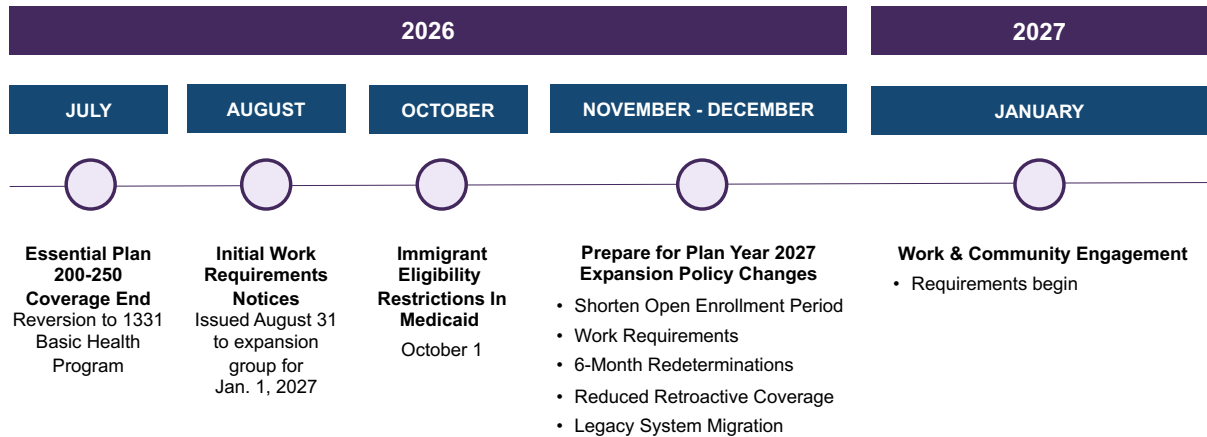 2026
2027
JULY
AUGUST
OCTOBER
NOVEMBER - DECEMBER
JANUARY
Essential Plan
200-250
Coverage End
Reversion to 1331
Basic Health
Program
Initial Work
Requirements
Notices
Issued August 31
to expansion
group for
Jan. 1, 2027
Immigrant
Eligibility
Restrictions In
Medicaid
October 1
Prepare for Plan Year 2027
Expansion Policy Changes
• Shorten Open Enrollment Period
• Work Requirements
• 6-Month Redeterminations
• Reduced Retroactive Coverage
• Legacy System Migration
Work & Community Engagement
• Requirements begin